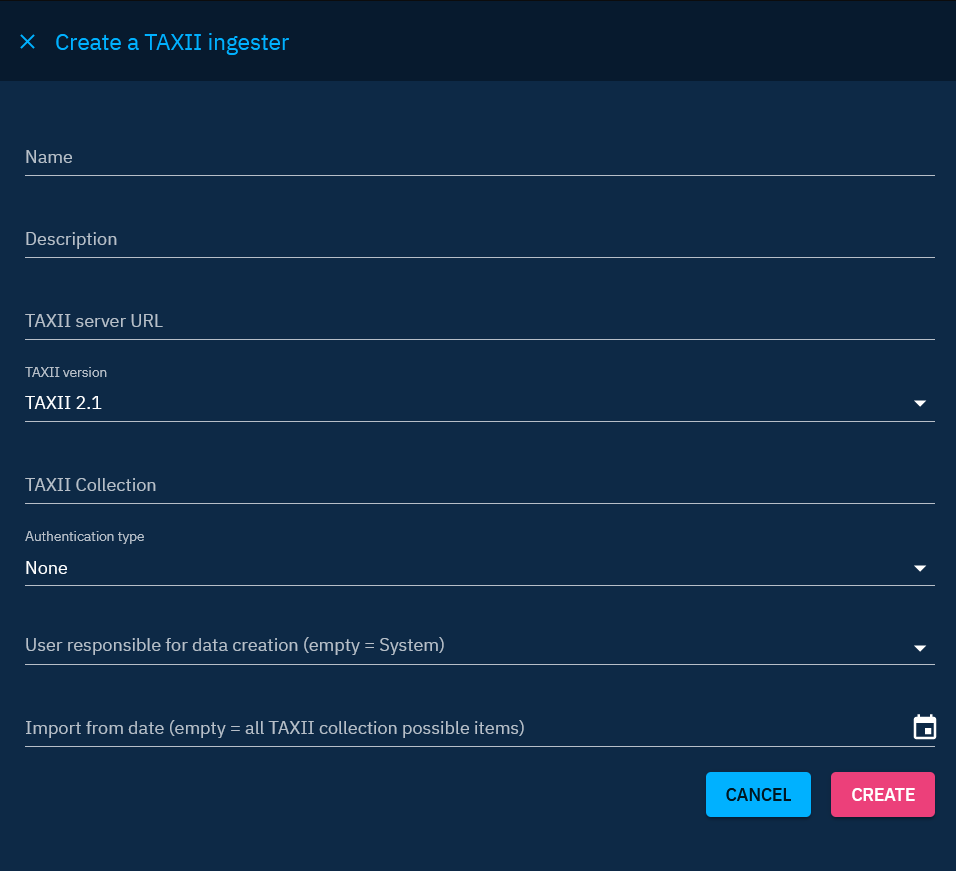 Create a TAXII ingester
Name
Description
TAXII server URL
TAXII version
TAXII 2.1
TAXII Collection
Authentication type
None
User responsible for data creation (empty = System)
Import from date (empty = all TAXII collection possible items)
CANCEL CREATE